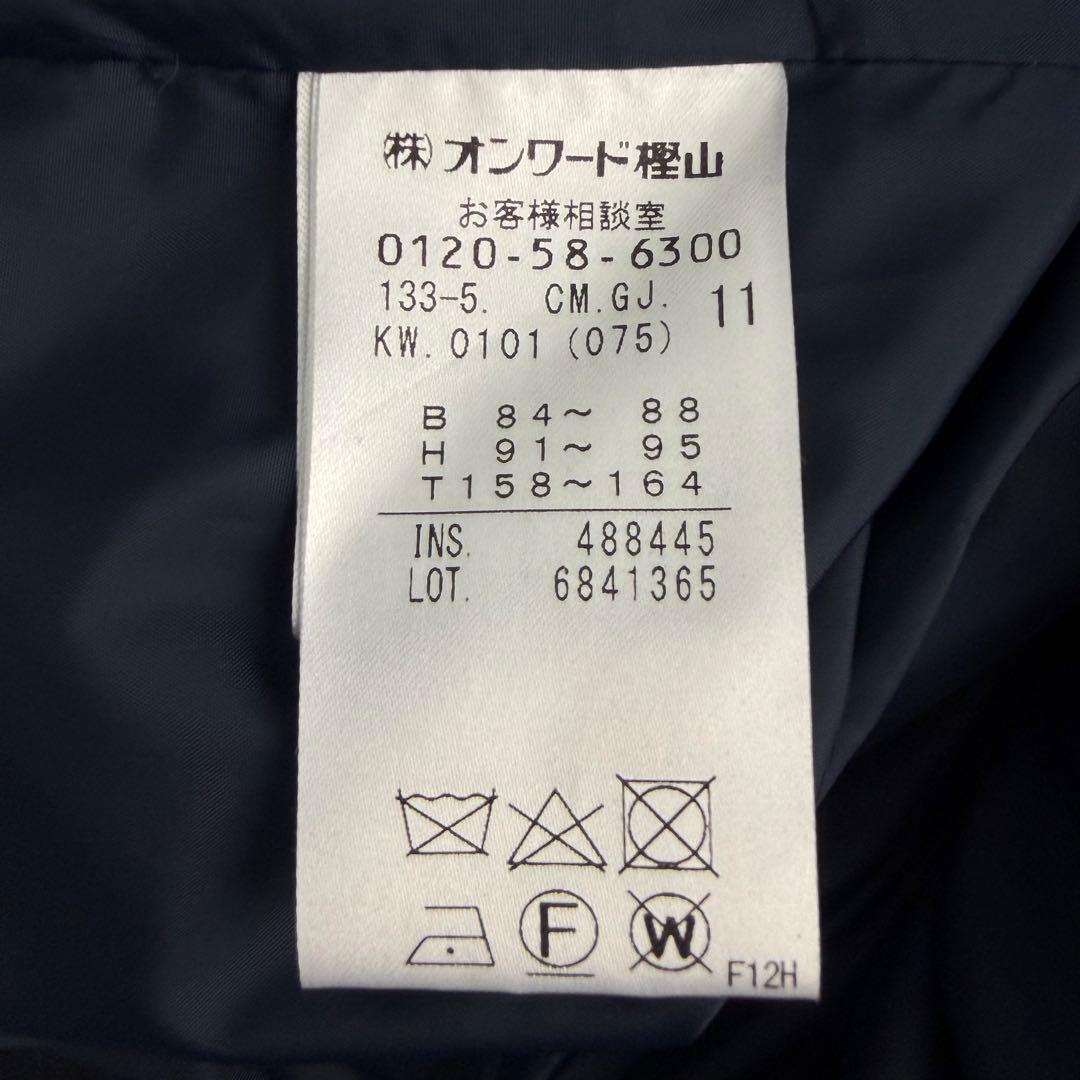 (株)オンワード樫山
お客様相談室
0120-58-6300
133-5. CM.GJ. 11
KW. 0101 (075)
B 84～ 88
H 91～ 95
T158～164
INS. 488445
LOT. 6841365
F
W
F12H